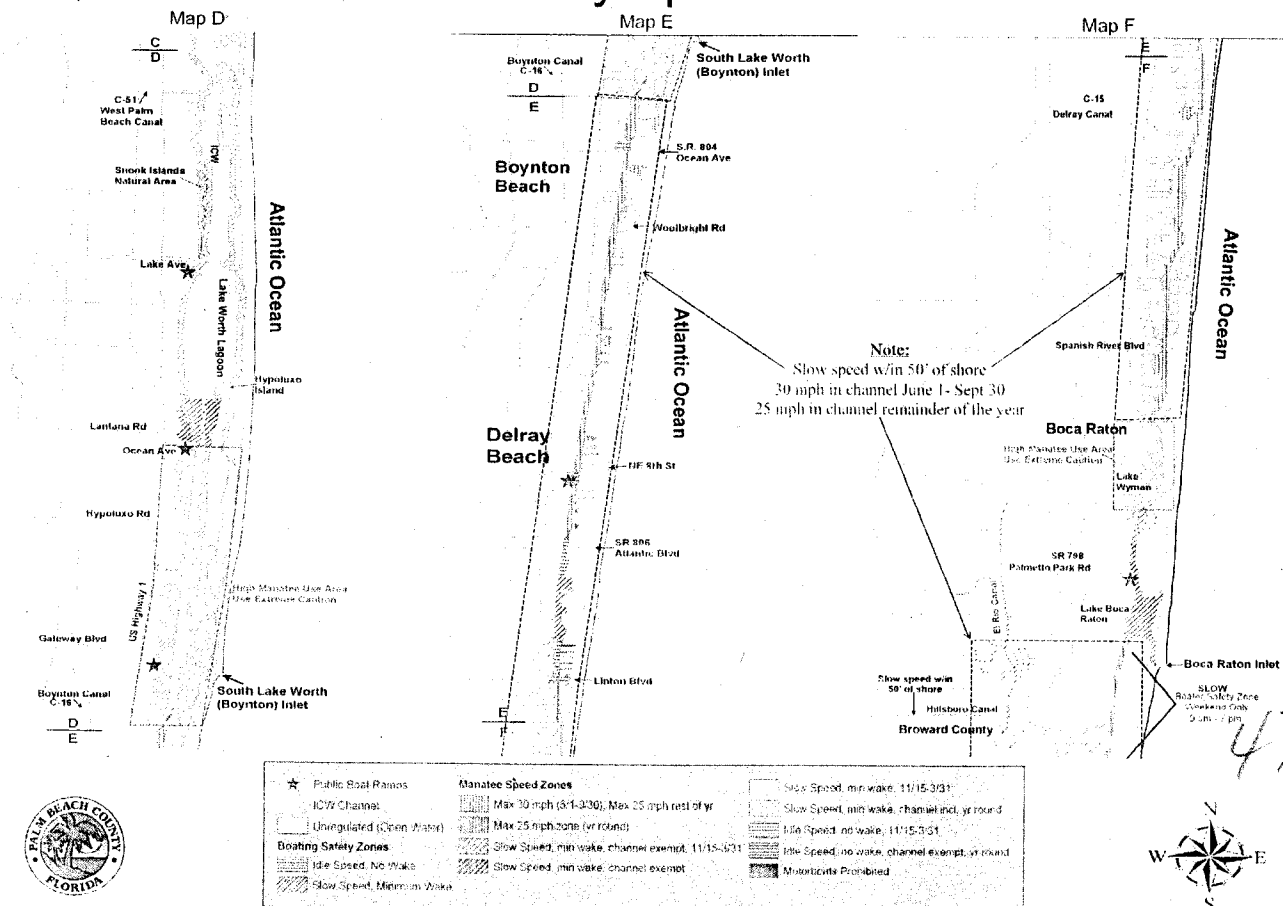 Map D
C
D
C-51
West Palm
Beach Canal
ICW
Snook Islands
Natural Area
Atlantic Ocean
Lake Ave
Lake Worth Lagoon
Hypoluxo
Island
Lantana Rd
Ocean Ave
Hypoluxo Rd
US Highway 1
High Manatee Use Area
Use Extreme Caution
Gateway Blvd
Boynton Canal
C-16
D
E
South Lake Worth
(Boynton) Inlet
Map E
South Lake Worth
(Boynton) Inlet
Boynton Canal
C-16
D
E
S.R. 804
Ocean Ave
Boynton
Beach
Woolbright Rd
Atlantic Ocean
Delray
Beach
NE 8th St
SR 806
Atlantic Blvd
Linton Blvd
E
F
Note:
Slow speed w/in 50' of shore
30 mph in channel June 1- Sept 30
25 mph in channel remainder of the year
Map F
E
F
C-15
Delray Canal
Atlantic Ocean
Spanish River Blvd
Boca Raton
High Manatee Use Area
Use Extreme Caution
Lake
Wyman
SR 798
Palmetto Park Rd
El Rio Canal
Lake Boca
Raton
Boca Raton Inlet
Slow speed w/in
50' of shore
Hillsboro Canal
Broward County
SLOW
Boater Safety Zone
Weekend Only
Public Boat Ramps
ICW Channel
Unregulated (Open Water)
Boating Safety Zones
Idle Speed, No Wake
Slow Speed, Minimum Wake
Manatee Speed Zones
Max 30 mph (6/1-9/30), Max 25 mph rest of yr
Max 25 mph zone (yr round)
Slow Speed, min wake, channel exempt, 11/15-3/31
Slow Speed, min wake, channel exempt
Slow Speed, min wake, 11/15-3/31
Slow Speed, min wake, channel incl, yr round
Idle Speed, no wake, 11/15-3/31
Idle Speed, no wake, channel exempt, yr round
Motorboats Prohibited
PALM BEACH COUNTY
FLORIDA
N
W
E
S